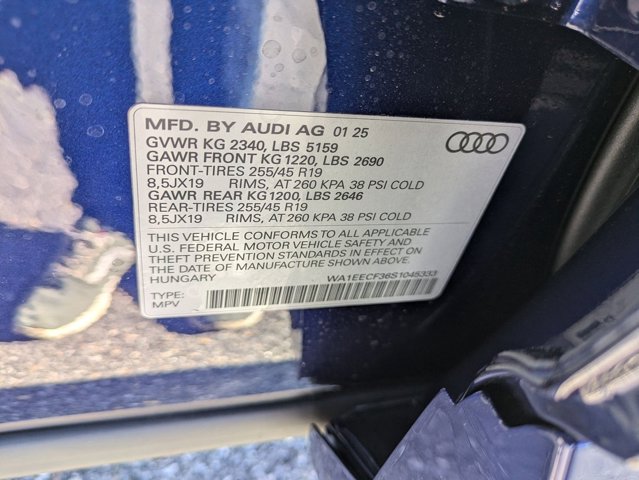 MFD. BY AUDI AG 01 25
GVWR KG 2340, LBS 5159
GAWR FRONT KG 1220, LBS 2690
FRONT-TIRES 255/45 R19
8,5JX19 RIMS, AT 260 KPA 38 PSI COLD
GAWR REAR KG 1200, LBS 2646
REAR-TIRES 255/45 R19
8,5JX19 RIMS, AT 260 KPA 38 PSI COLD
THIS VEHICLE CONFORMS TO ALL APPLICABLE
U.S. FEDERAL MOTOR VEHICLE SAFETY AND
THEFT PREVENTION STANDARDS IN EFFECT ON
THE DATE OF MANUFACTURE SHOWN ABOVE.
HUNGARY WA1EECF36S1045333
TYPE:
MPV